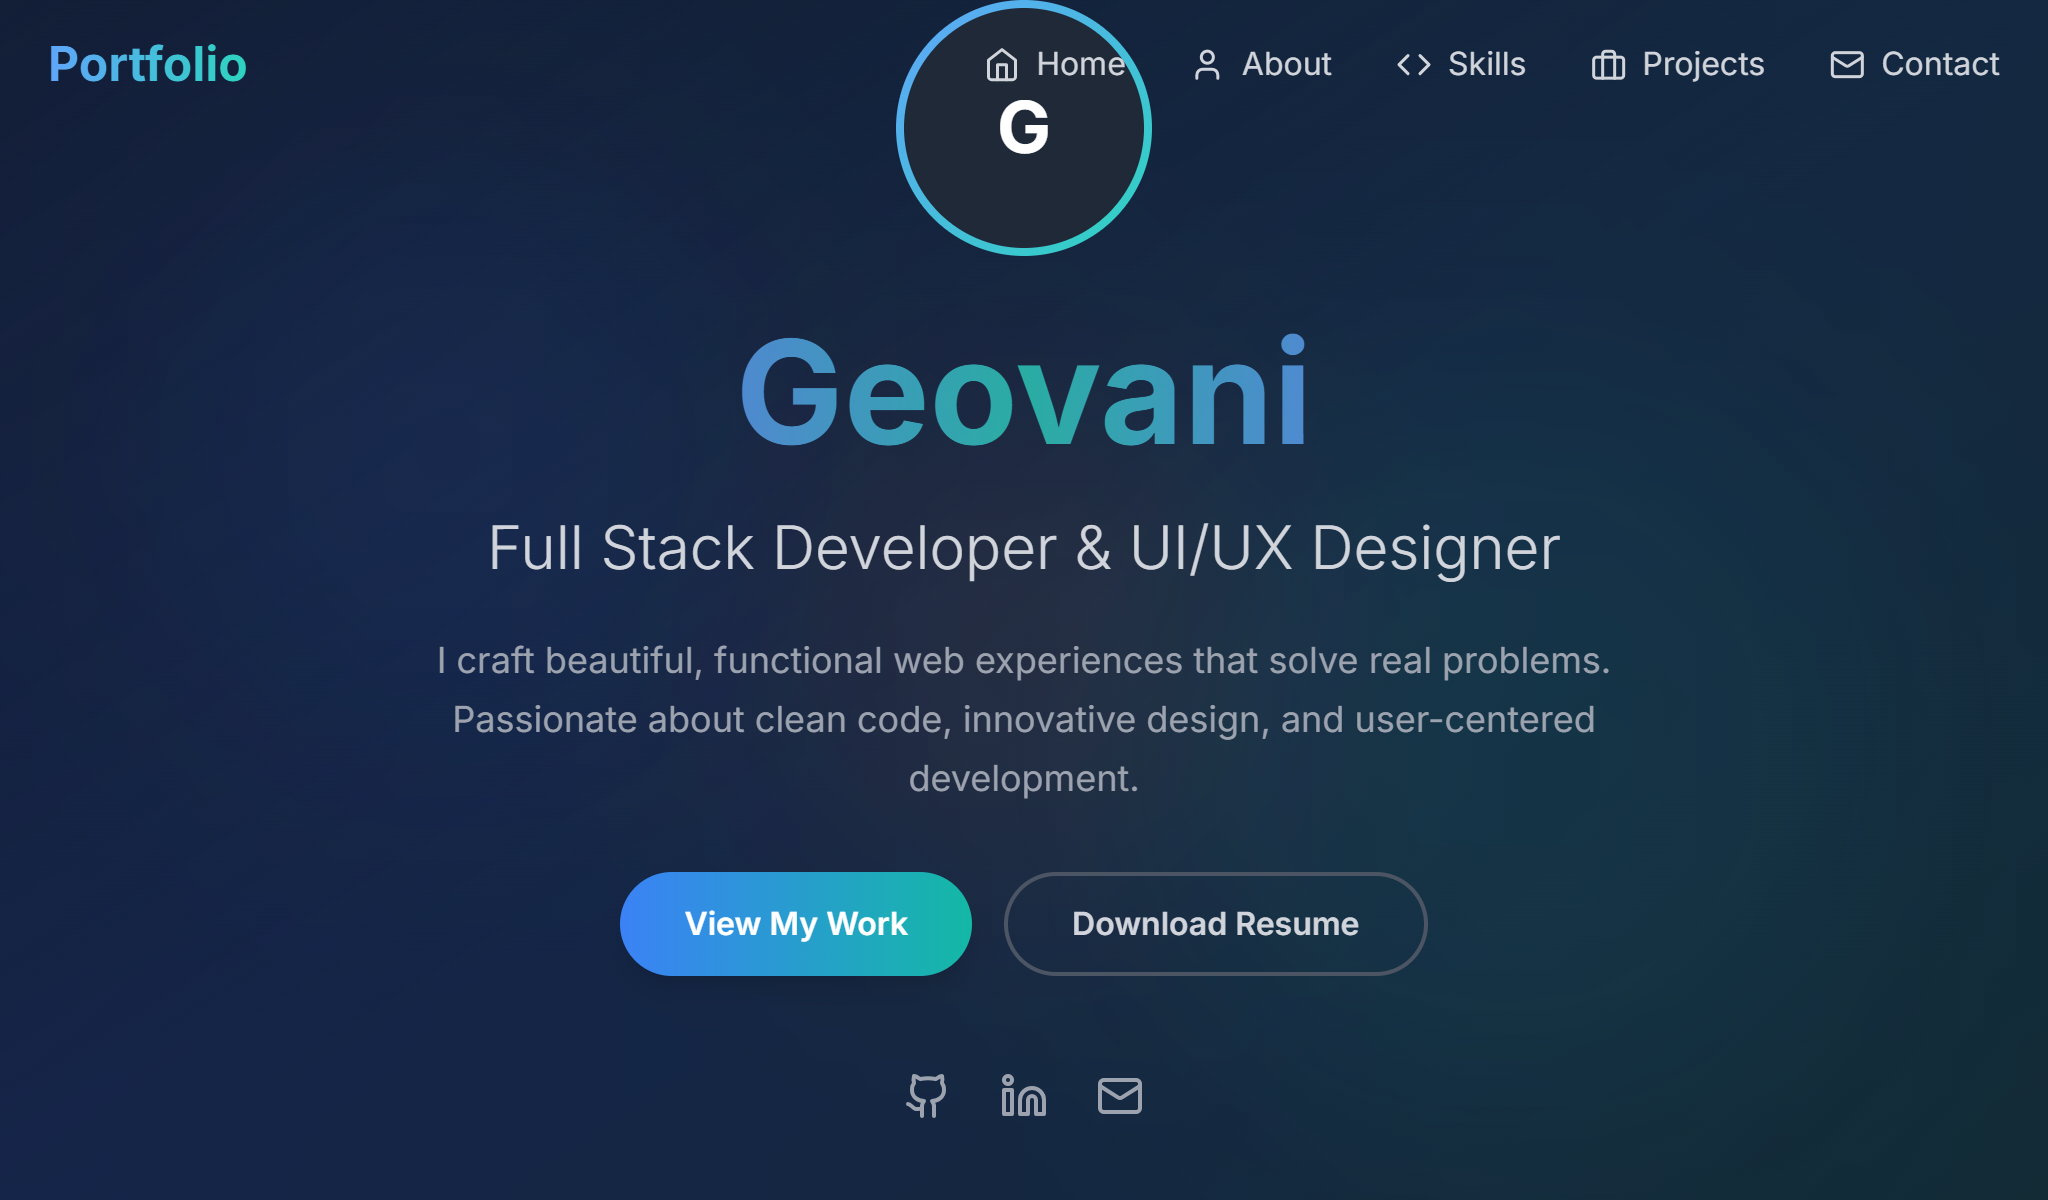 Portfolio
Home
About
Skills
Projects
Contact
G
Geovani
Full Stack Developer & UI/UX Designer
I craft beautiful, functional web experiences that solve real problems.
Passionate about clean code, innovative design, and user-centered
development.
View My Work
Download Resume